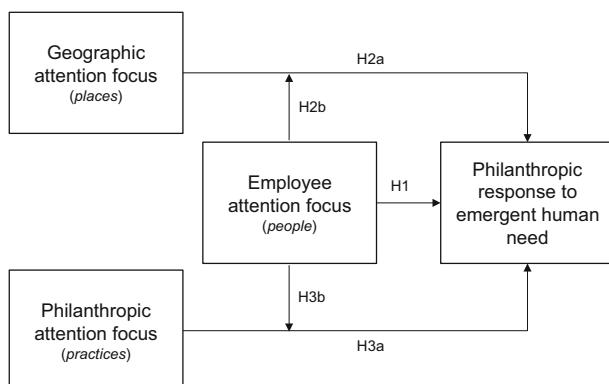 Geographic
attention focus
(places)
H2a
H2b
Employee
attention focus
(people)
H1
Philanthropic
response to
emergent human
need
H3b
Philanthropic
attention focus
(practices)
H3a